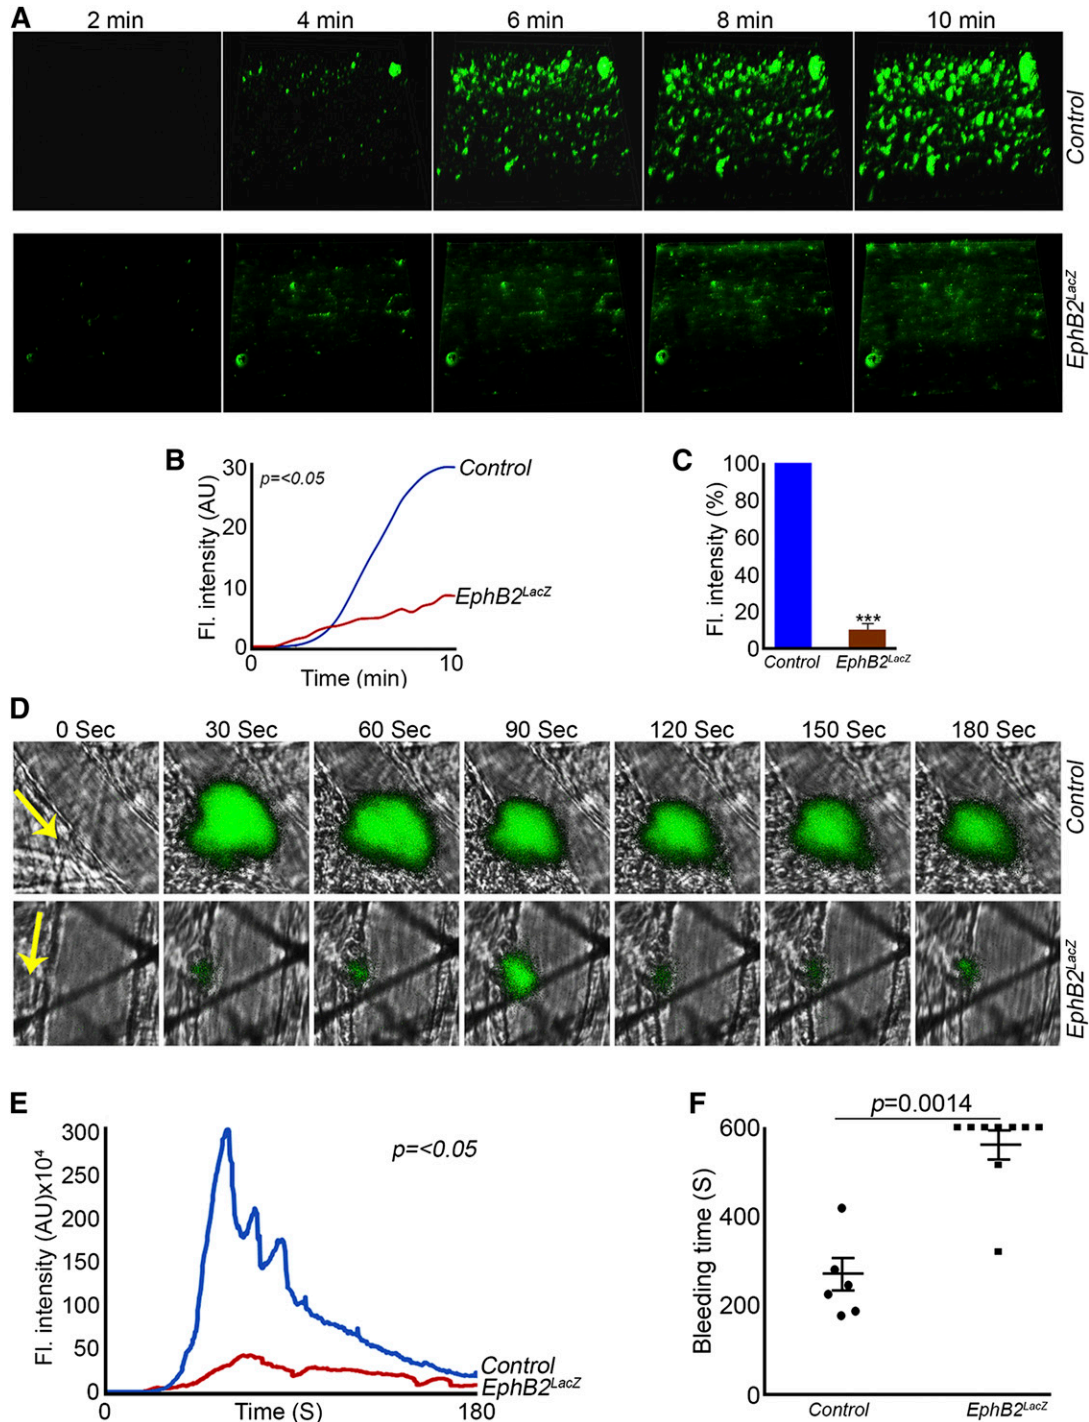 A
2 min 4 min 6 min 8 min 10 min
Control
EphB2LacZ
B
30
20
10
0
Fl. intensity (AU)
p=<0.05
Control
EphB2LacZ
10
Time (min)
C
100
80
60
40
20
0
Fl. intensity (%)
***
Control EphB2LacZ
D
0 Sec 30 Sec 60 Sec 90 Sec 120 Sec 150 Sec 180 Sec
Control
EphB2LacZ
E
300
250
200
150
100
50
0
Fl. intensity (AU)x10⁴
p=<0.05
Control
EphB2LacZ
0 Time (S) 180
F
p=0.0014
600
400
200
0
Bleeding time (S)
Control EphB2LacZ